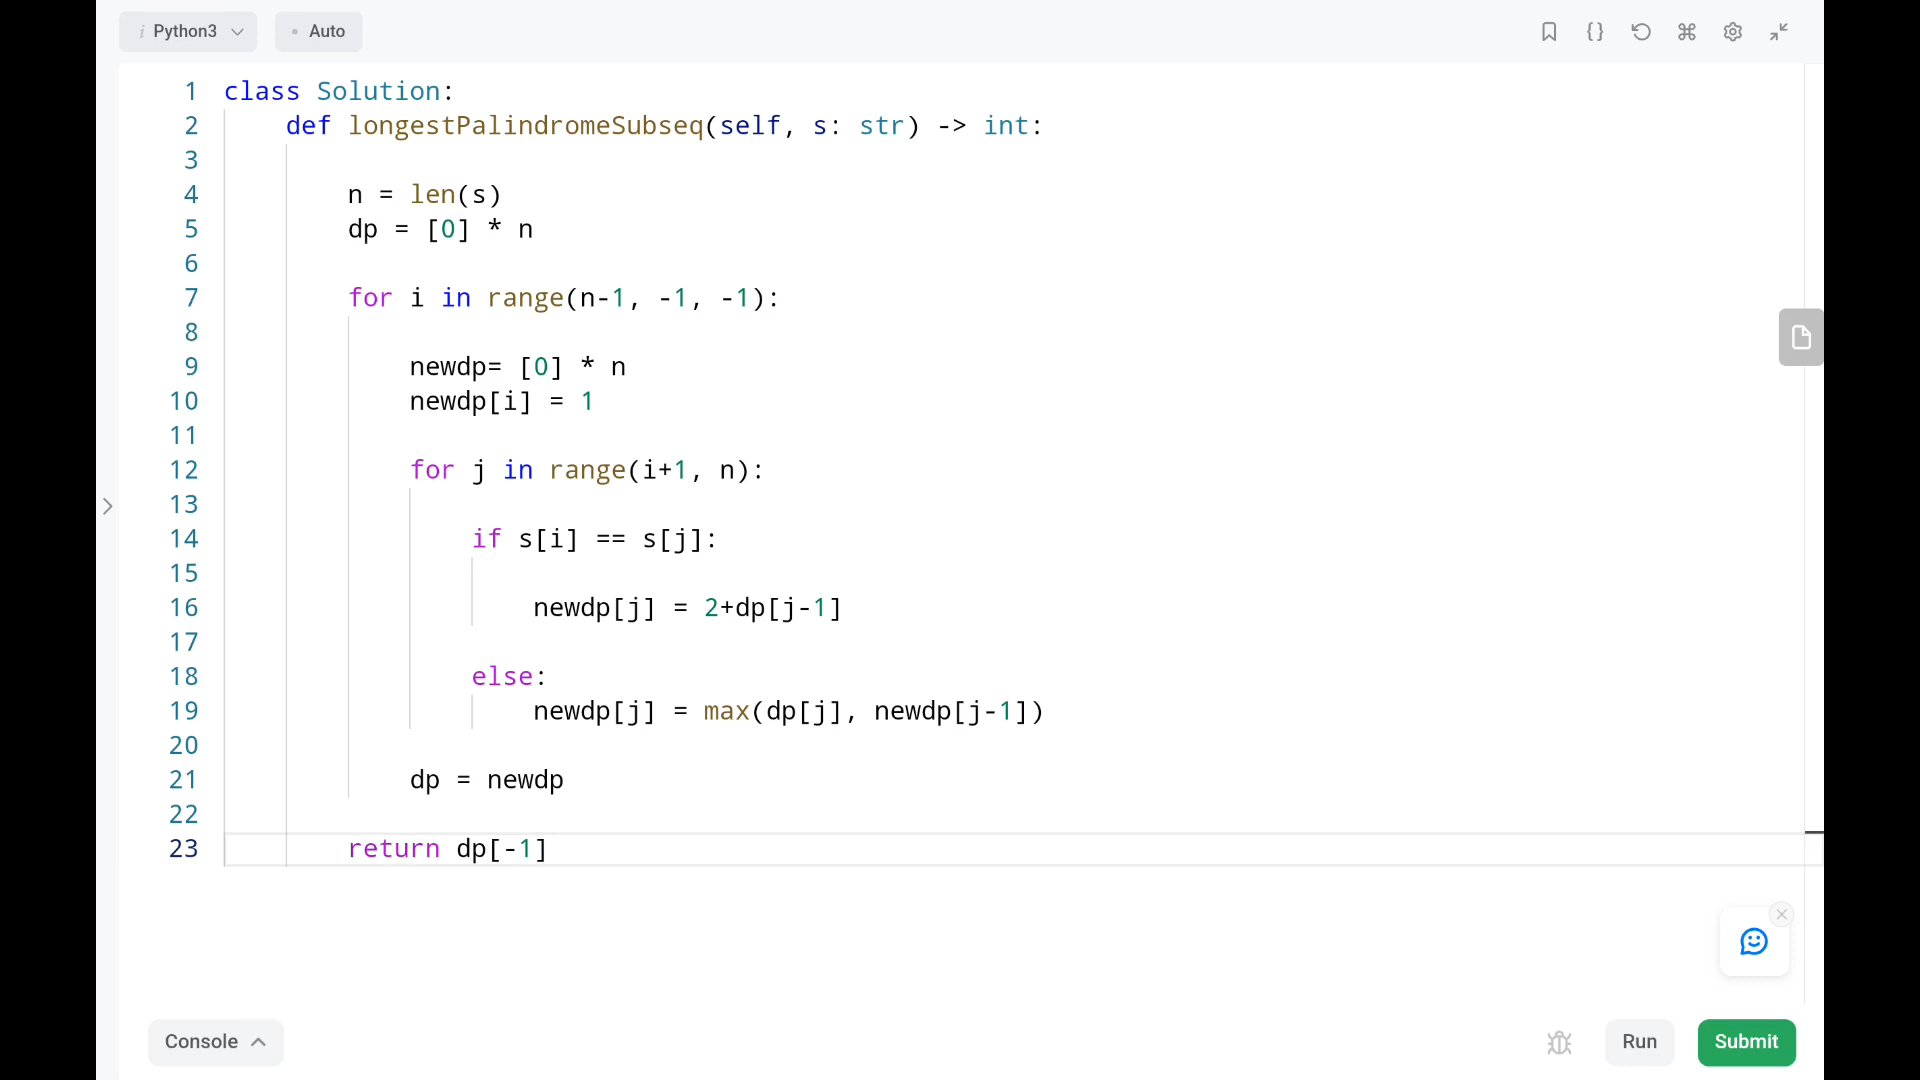 i Python3
• Auto
1 class Solution:
2     def longestPalindromeSubseq(self, s: str) -> int:
3
4         n = len(s)
5         dp = [0] * n
6
7         for i in range(n-1, -1, -1):
8
9             newdp= [0] * n
10             newdp[i] = 1
11
12             for j in range(i+1, n):
13
14                 if s[i] == s[j]:
15
16                     newdp[j] = 2+dp[j-1]
17
18                 else:
19                     newdp[j] = max(dp[j], newdp[j-1])
20
21             dp = newdp
22
23         return dp[-1]
Console
Run
Submit